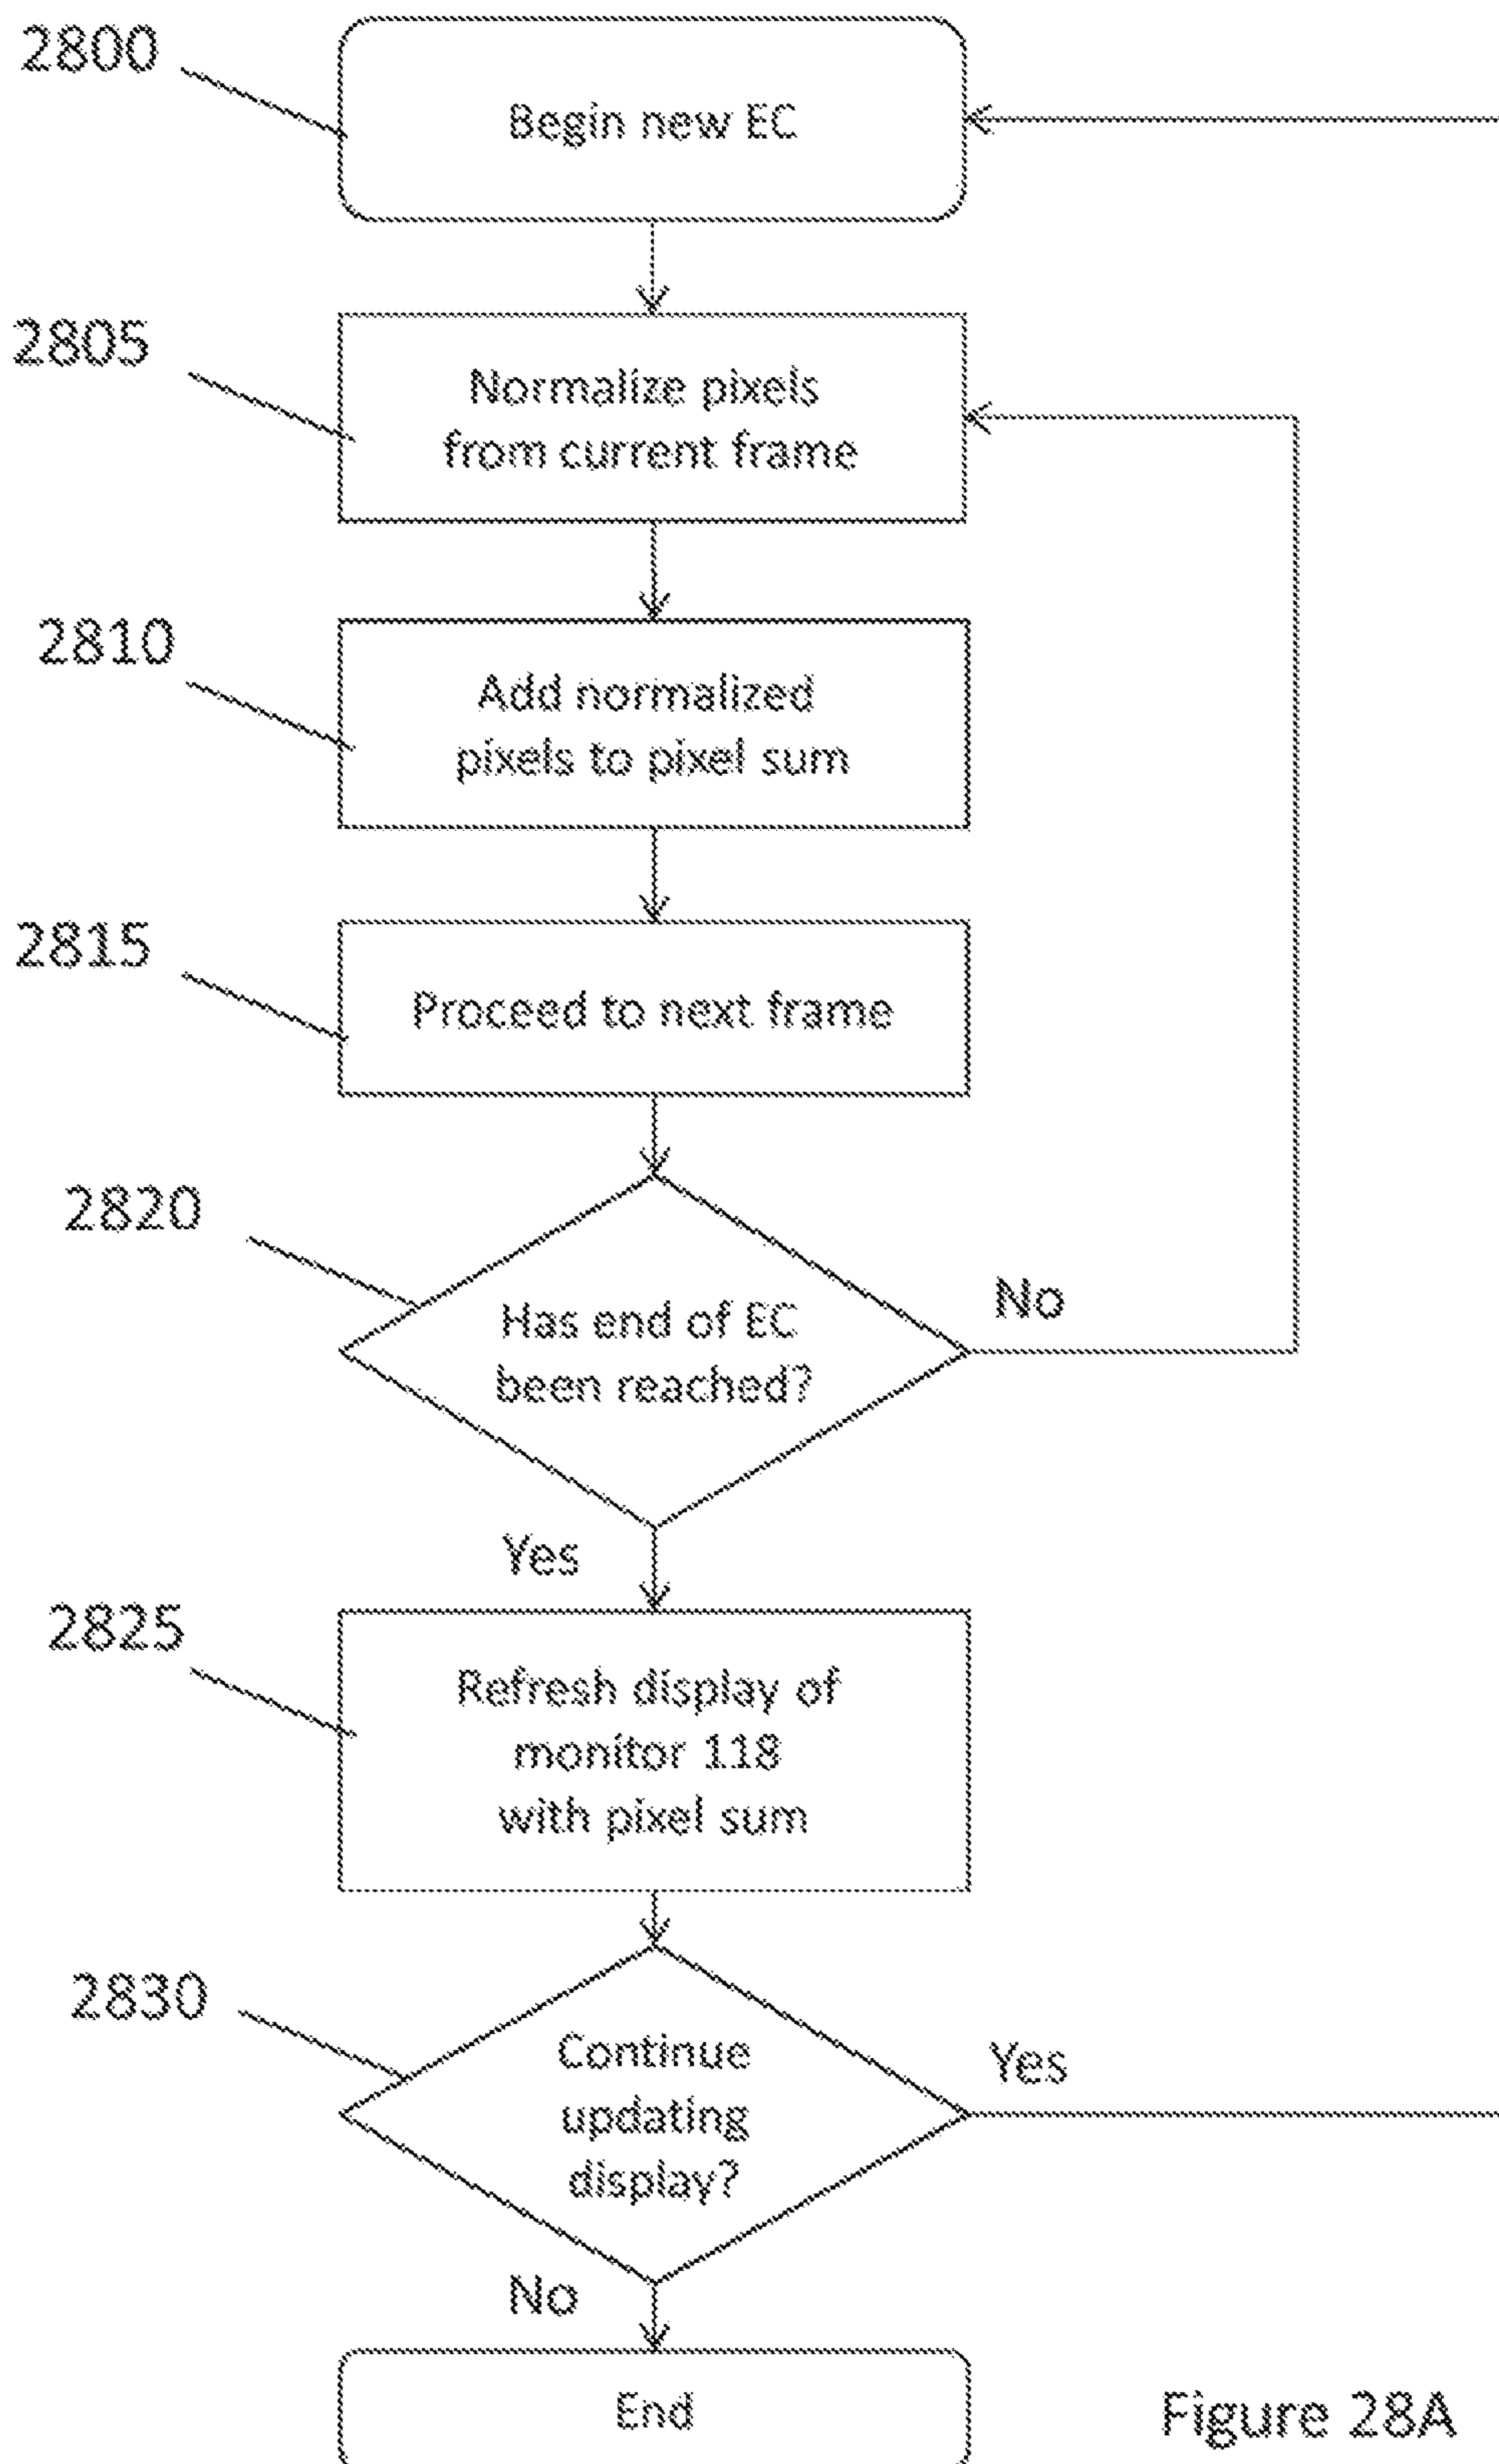 2800
Begin new EC
2805
Normalize pixels
from current frame
2810
Add normalized
pixels to pixel sum
2815
Proceed to next frame
2820
Has end of EC
been reached?
No
Yes
2825
Refresh display of
monitor 118
with pixel sum
2830
Continue
updating
display?
Yes
No
End
Figure 28A